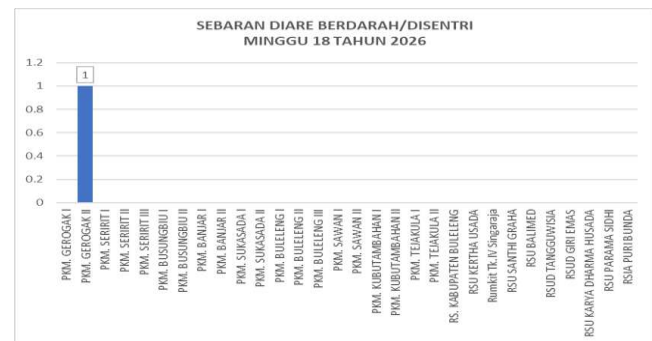 SEBARAN DIARE BERDARAH/DISENTRI
MINGGU 18 TAHUN 2026
1.2
1
0.8
0.6
0.4
0.2
0
1
PKM. GEROGAK I
PKM. GEROGAK II
PKM. SERIRIT I
PKM. SERIRIT II
PKM. SERIRIT III
PKM. BUSUNGBIU I
PKM. BUSUNGBIU II
PKM. BANJAR I
PKM. BANJAR II
PKM. SUKASADA I
PKM. SUKASADA II
PKM. BULELENG I
PKM. BULELENG II
PKM. BULELENG III
PKM. SAWAN I
PKM. SAWAN II
PKM. KUBUTAMBAHAN I
PKM. KUBUTAMBAHAN II
PKM. TEJAKULA I
PKM. TEJAKULA II
RS. KABUPATEN BULELENG
RSU KERTHA USADA
Rumkit Tk. IV Singaraja
RSU SANTHI GRAHA
RSU BALIMED
RSUD TANGGUWISIA
RSUD GIRI EMAS
RSU KARYA DHARMA HUSADA
RSU PARAMA SIDHI
RSIA PURI BUNDA